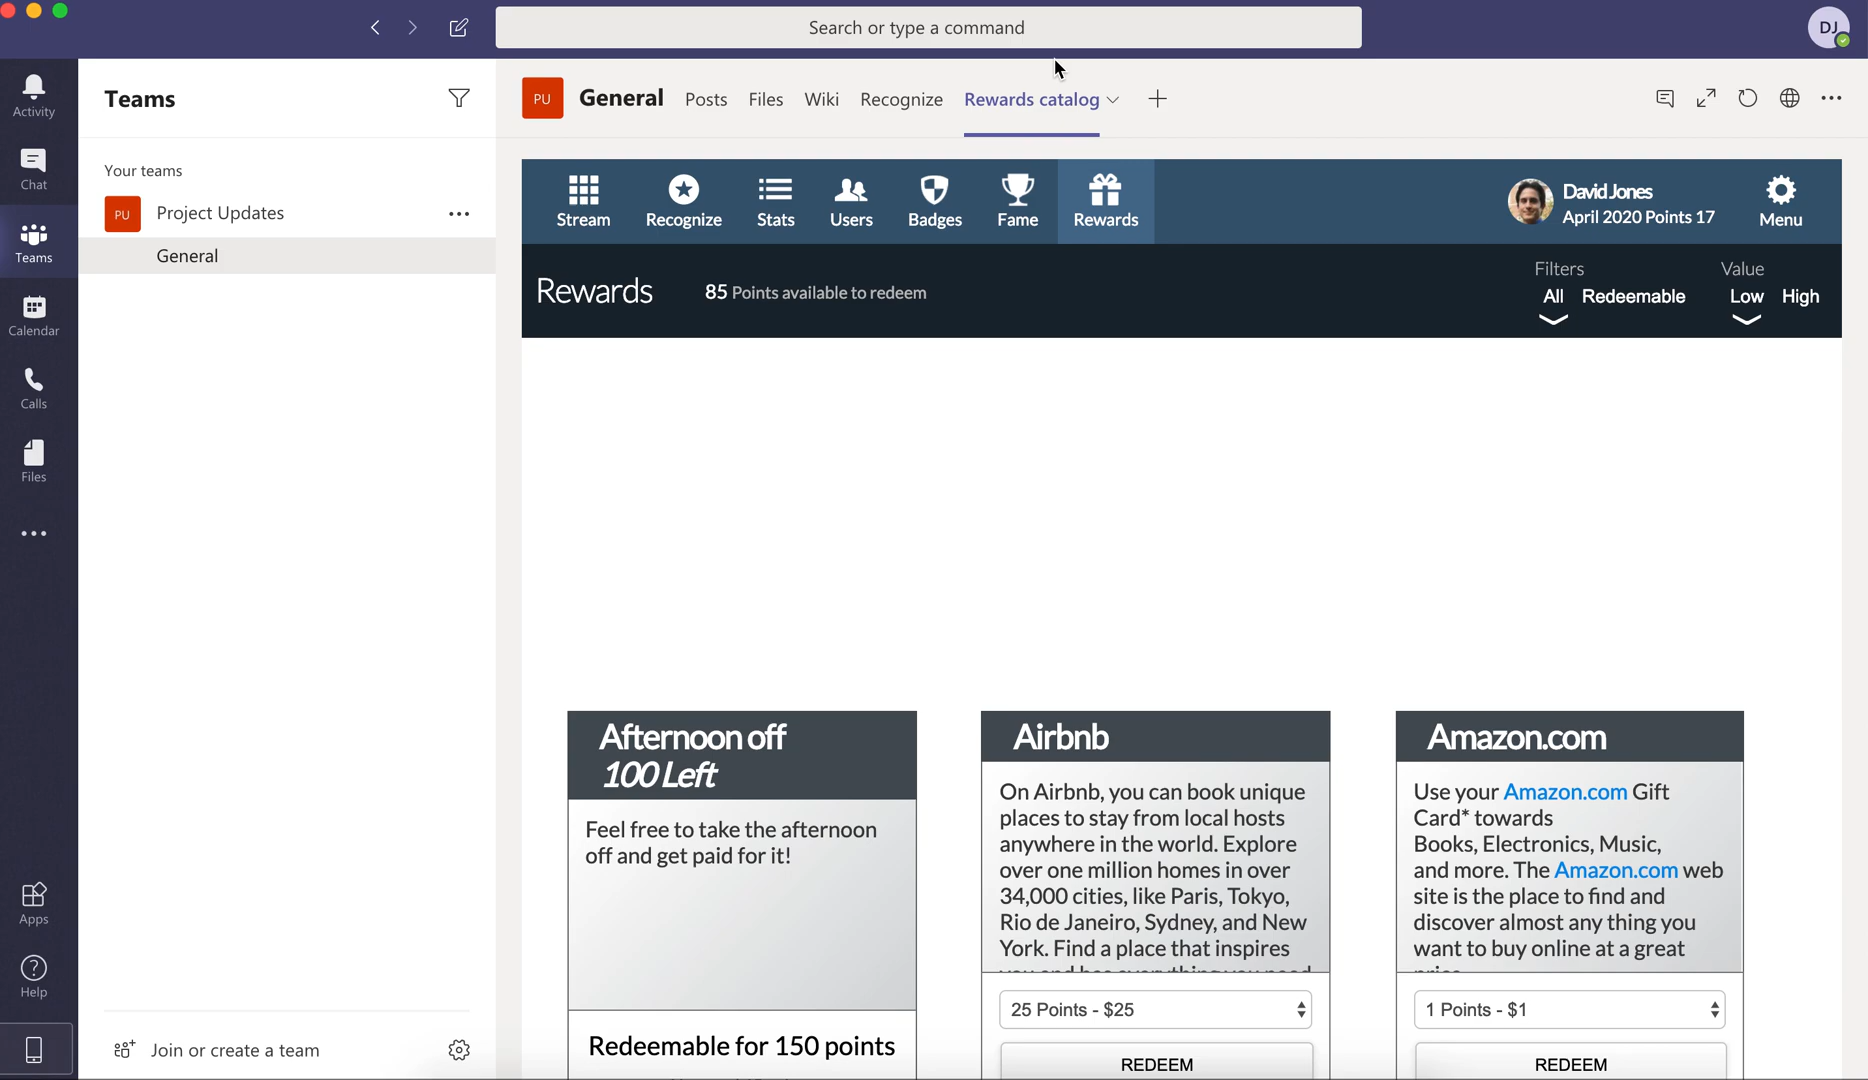 Search or type a command
DJ
Activity
Chat
Teams
Calendar
Calls
Files
Apps
Help
Teams
Your teams
PU Project Updates
General
Join or create a team
PU General Posts Files Wiki Recognize Rewards catalog
Stream Recognize Stats Users Badges Fame Rewards
David Jones
April 2020 Points 17
Menu
Rewards 85 Points available to redeem
Filters
All Redeemable
Value
Low High
Afternoon off
100 Left
Feel free to take the afternoon
off and get paid for it!
Redeemable for 150 points
Airbnb
On Airbnb, you can book unique
places to stay from local hosts
anywhere in the world. Explore
over one million homes in over
34,000 cities, like Paris, Tokyo,
Rio de Janeiro, Sydney, and New
York. Find a place that inspires
you and has everything you need
25 Points - $25
REDEEM
Amazon.com
Use your Amazon.com Gift
Card* towards
Books, Electronics, Music,
and more. The Amazon.com web
site is the place to find and
discover almost any thing you
want to buy online at a great
1 Points - $1
REDEEM